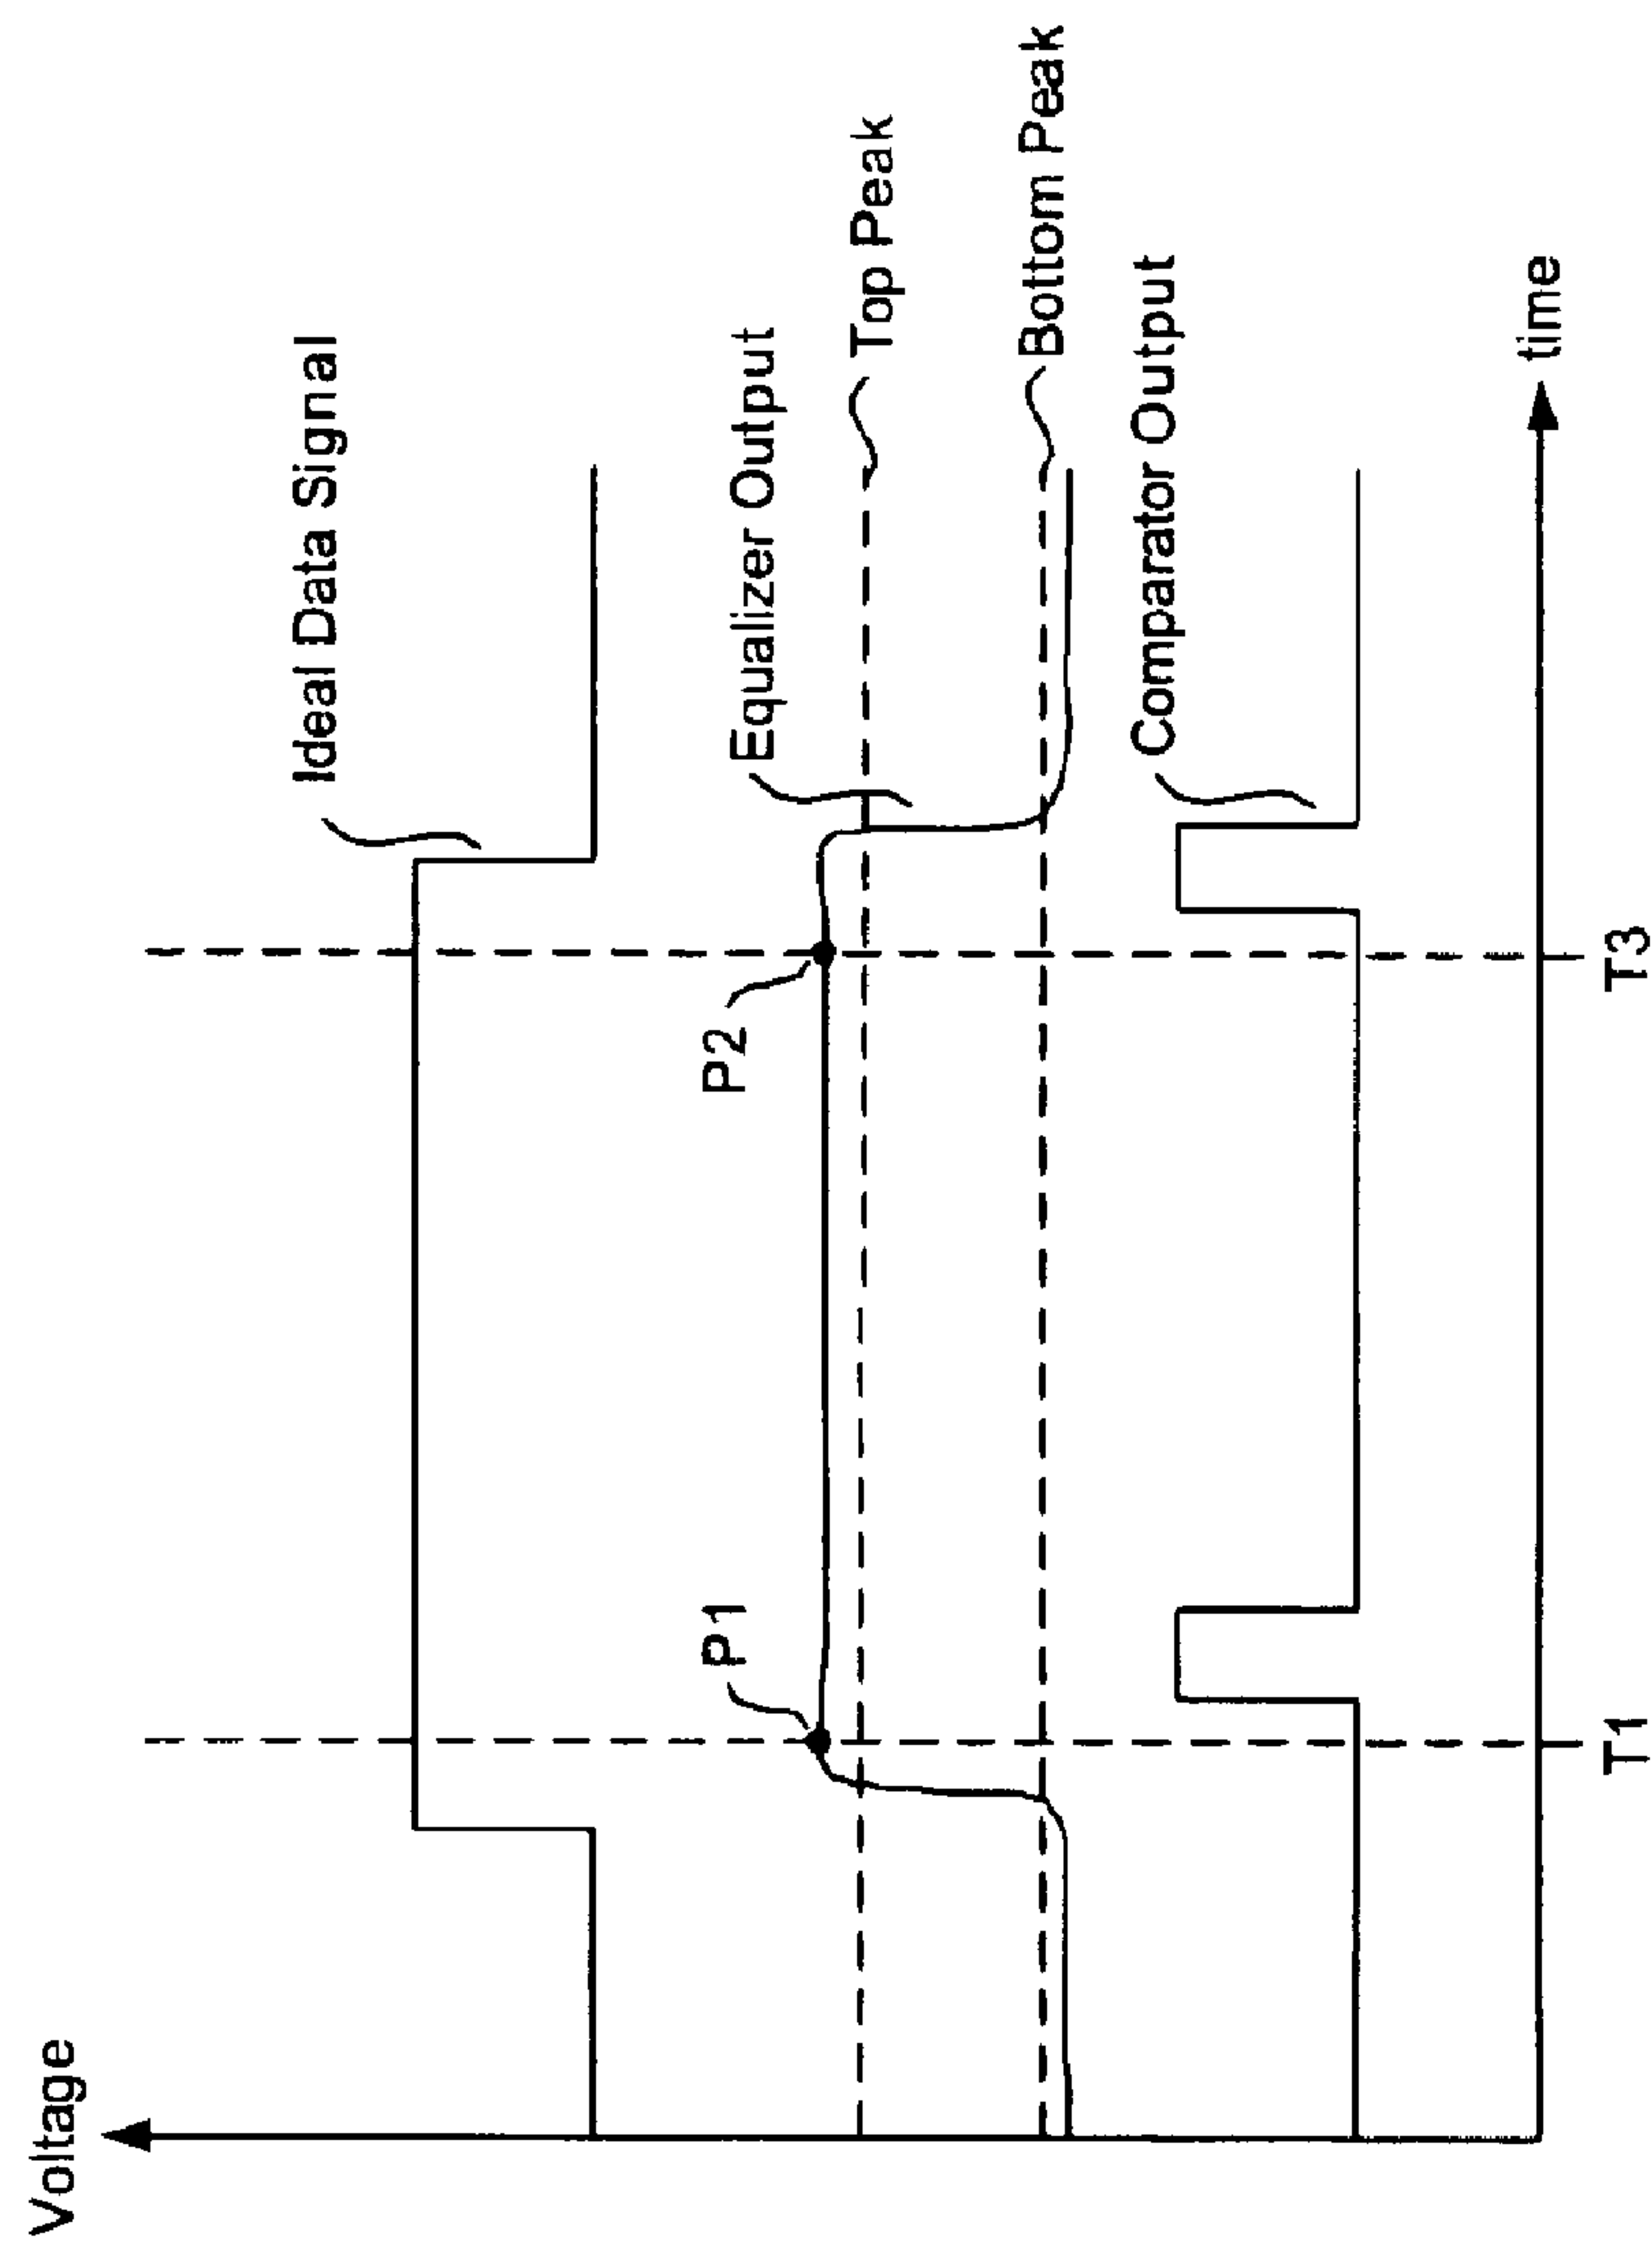 Voltage
Ideal Data Signal
Equalizer Output
Top Peak
P1
P2
Bottom Peak
Comparator Output
time
T1
T3